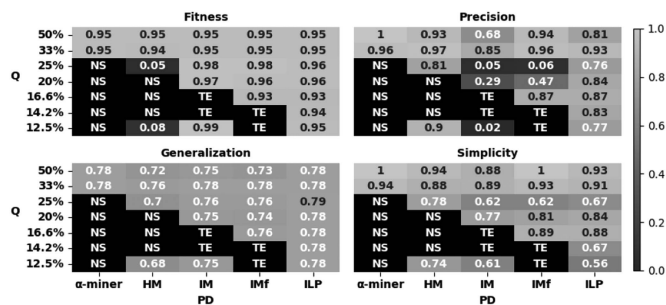 Fitness Precision
50% 0.95 0.95 0.95 0.95 0.95 1 0.93 0.68 0.94 0.81 1.0
33% 0.95 0.94 0.95 0.95 0.95 0.96 0.97 0.85 0.96 0.93
25% NS 0.05 0.98 0.98 0.96 NS 0.81 0.05 0.06 0.76 0.8
Q
20% NS NS 0.97 0.96 0.96 NS NS 0.29 0.47 0.84
16.6% NS NS TE 0.93 0.93 NS NS TE 0.87 0.87
14.2% NS NS TE TE 0.94 NS NS TE TE 0.83 0.6
12.5% NS 0.08 0.99 TE 0.95 NS 0.9 0.02 TE 0.77
Generalization Simplicity
50% 0.78 0.72 0.75 0.73 0.78 1 0.94 0.88 1 0.93 0.4
33% 0.78 0.76 0.78 0.78 0.78 0.94 0.88 0.89 0.93 0.91
25% NS 0.7 0.76 0.76 0.79 NS 0.78 0.62 0.62 0.67
Q
20% NS NS 0.75 0.74 0.78 NS NS 0.77 0.81 0.84 0.2
16.6% NS NS TE 0.76 0.78 NS NS TE 0.89 0.88
14.2% NS NS TE TE 0.78 NS NS TE TE 0.67
12.5% NS 0.68 0.75 TE 0.78 NS 0.74 0.61 TE 0.56 0.0
α-miner HM IM IMf ILP α-miner HM IM IMf ILP
PD PD